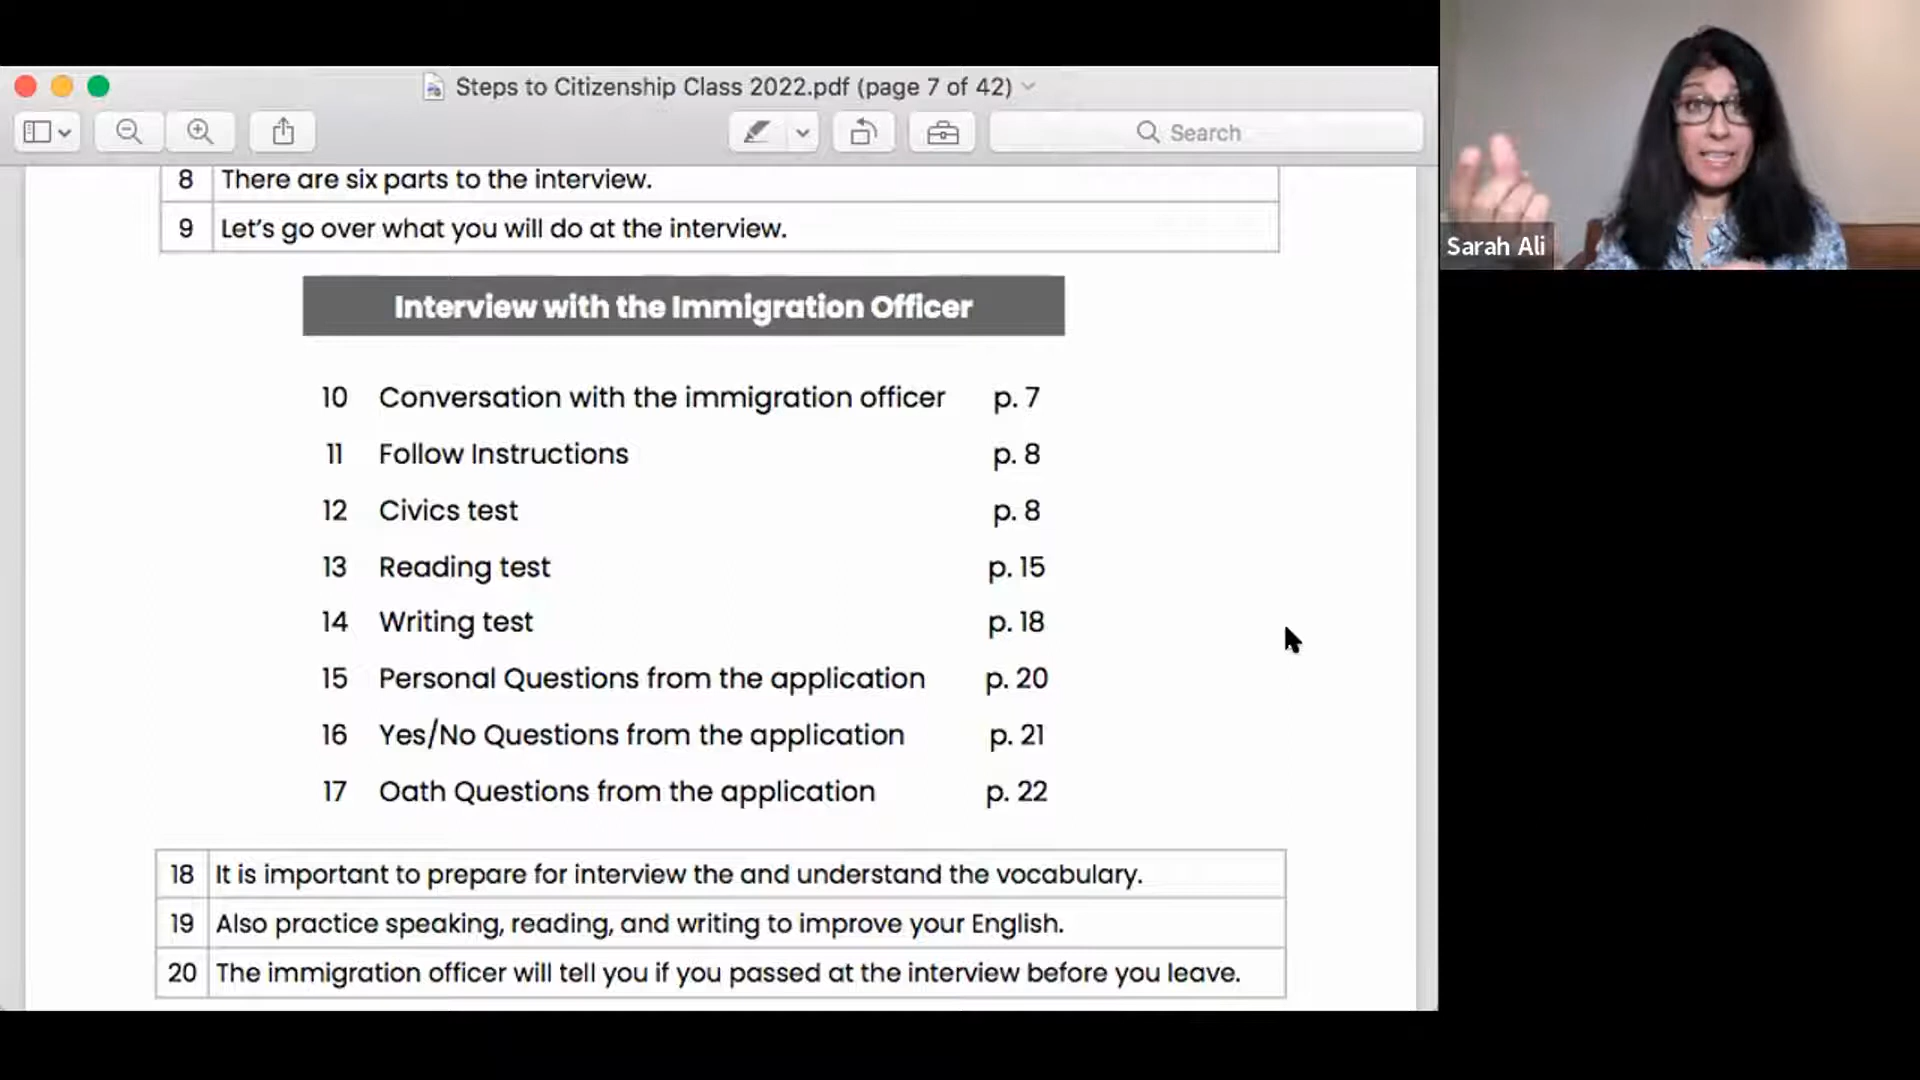 Steps to Citizenship Class 2022.pdf (page 7 of 42)
Search
Sarah Ali
8 There are six parts to the interview.
9 Let's go over what you will do at the interview.
Interview with the Immigration Officer
10 Conversation with the immigration officer p. 7
11 Follow Instructions p. 8
12 Civics test p. 8
13 Reading test p. 15
14 Writing test p. 18
15 Personal Questions from the application p. 20
16 Yes/No Questions from the application p. 21
17 Oath Questions from the application p. 22
18 It is important to prepare for interview the and understand the vocabulary.
19 Also practice speaking, reading, and writing to improve your English.
20 The immigration officer will tell you if you passed at the interview before you leave.